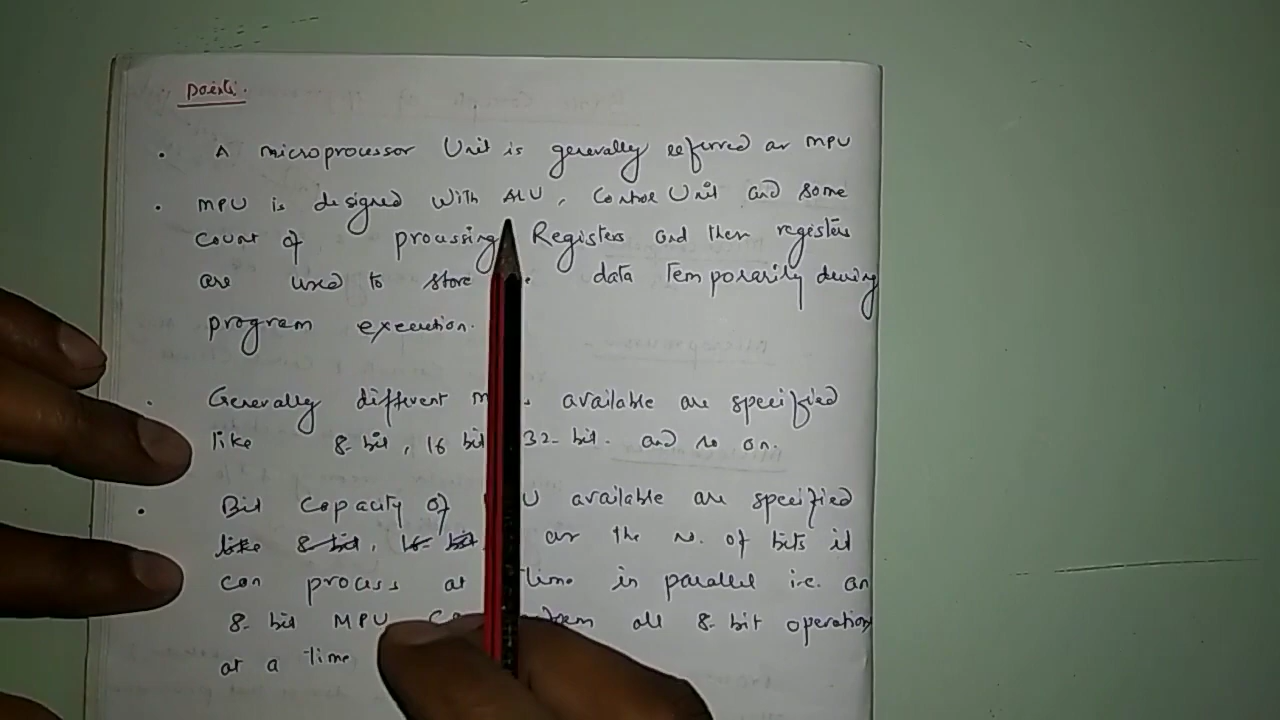 Points.
. A microprocessor Unit is generally referred as MPU
. MPU is designed with ALU, Control Unit and some
Count of processing Registers and then registers
are used to store data Temporarily during
program execution.
. Generally different available are specified
like 8-bit, 16 bit 32-bit. and so on.
. Bit Capacity of available are specified
like 8-bit, 16-bit as the no. of bits it
can process at time in parallel i.e. an
8-bit MPU all 8-bit operation
at a time